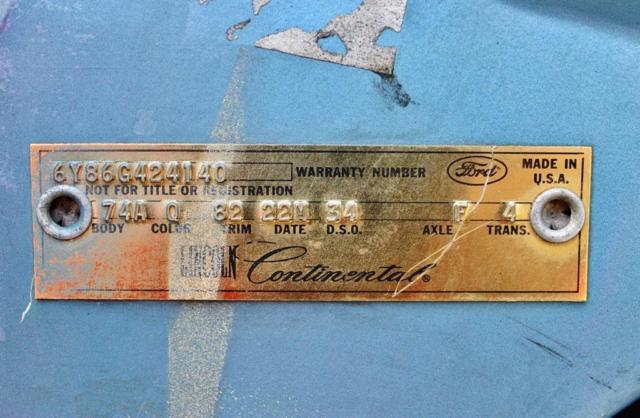 6Y86G424140 WARRANTY NUMBER Ford MADE IN U.S.A.
NOT FOR TITLE OR REGISTRATION
74A Q 82 22M 34 F 4
BODY COLOR TRIM DATE D.S.O. AXLE TRANS.
LINCOLN Continental®